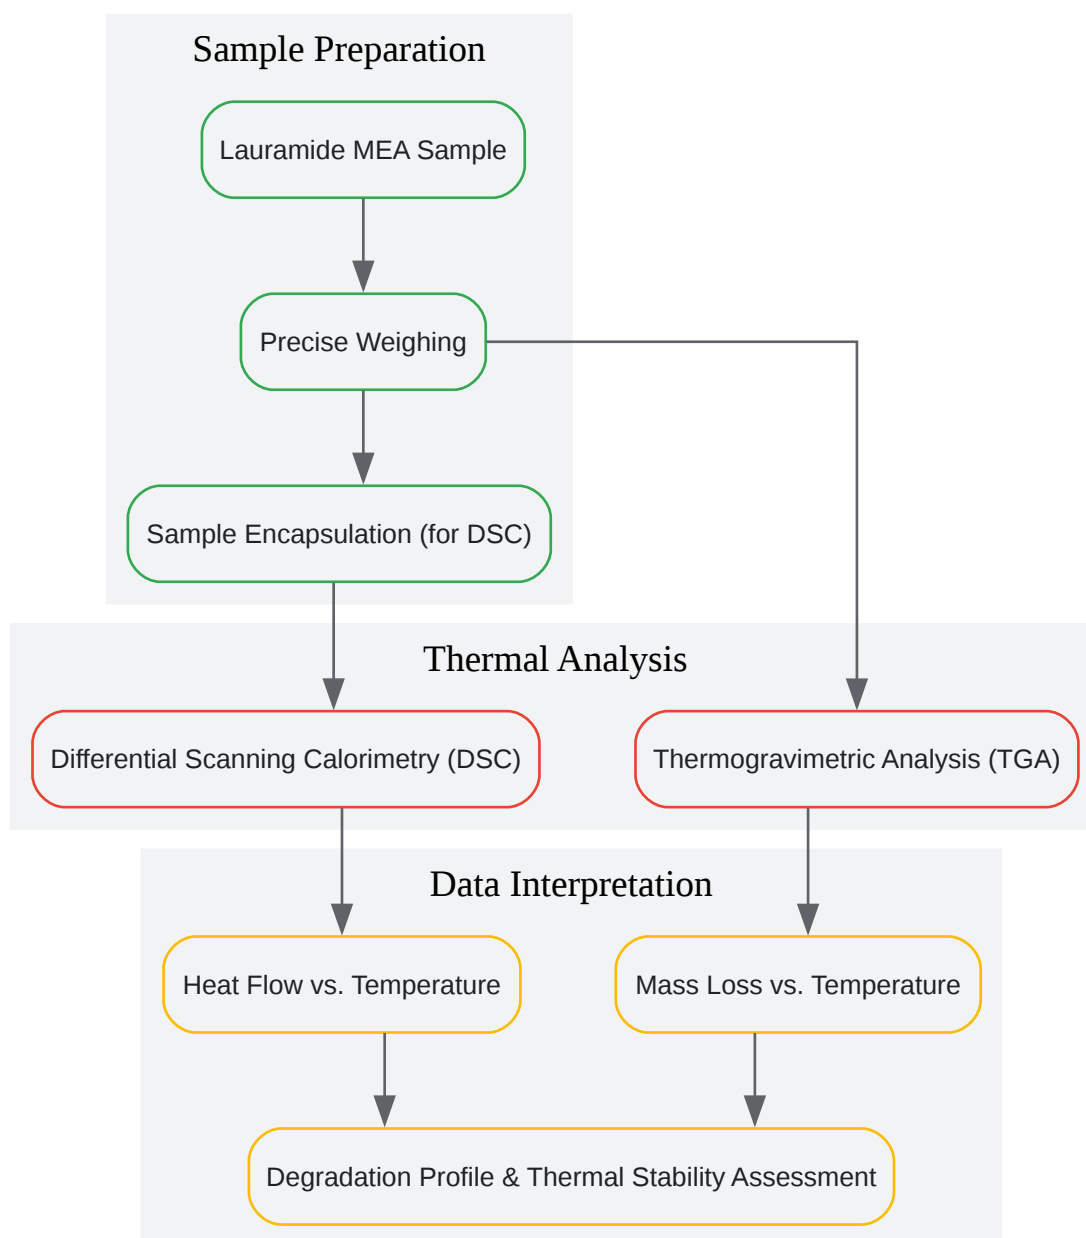 Sample Preparation
Lauramide MEA Sample
Precise Weighing
Sample Encapsulation (for DSC)
Thermal Analysis
Differential Scanning Calorimetry (DSC)
Thermogravimetric Analysis (TGA)
Data Interpretation
Heat Flow vs. Temperature
Mass Loss vs. Temperature
Degradation Profile & Thermal Stability Assessment